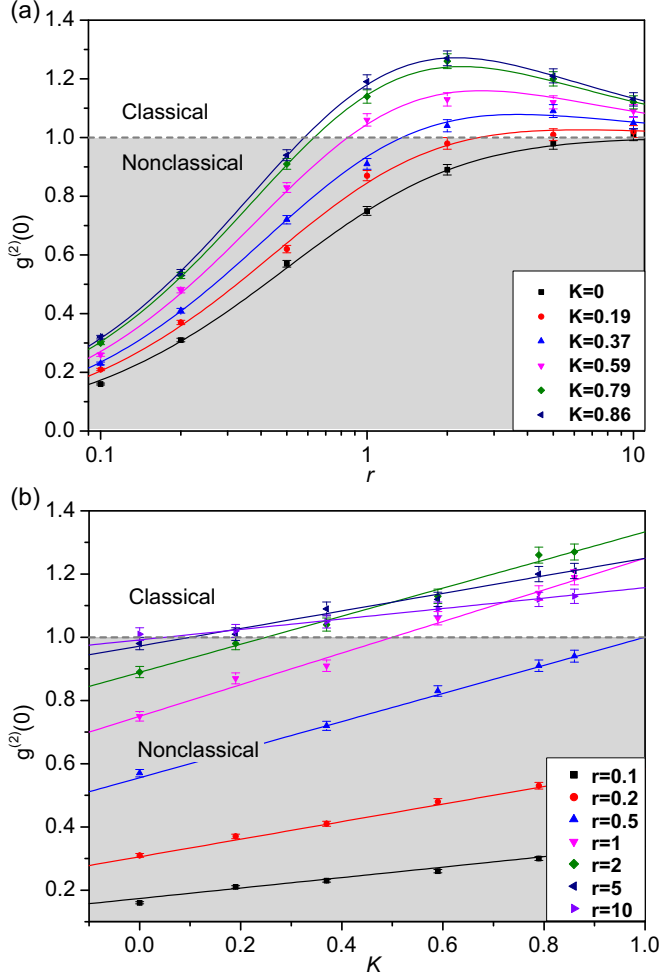 (a)
1.4
1.2
1.0
0.8
0.6
0.4
0.2
0.0
g(2)(0)
Classical
Nonclassical
K=0
K=0.19
K=0.37
K=0.59
K=0.79
K=0.86
0.1
1
10
r
(b)
1.4
1.2
1.0
0.8
0.6
0.4
0.2
g(2)(0)
Classical
Nonclassical
r=0.1
r=0.2
r=0.5
r=1
r=2
r=5
r=10
0.0
0.2
0.4
0.6
0.8
1.0
K